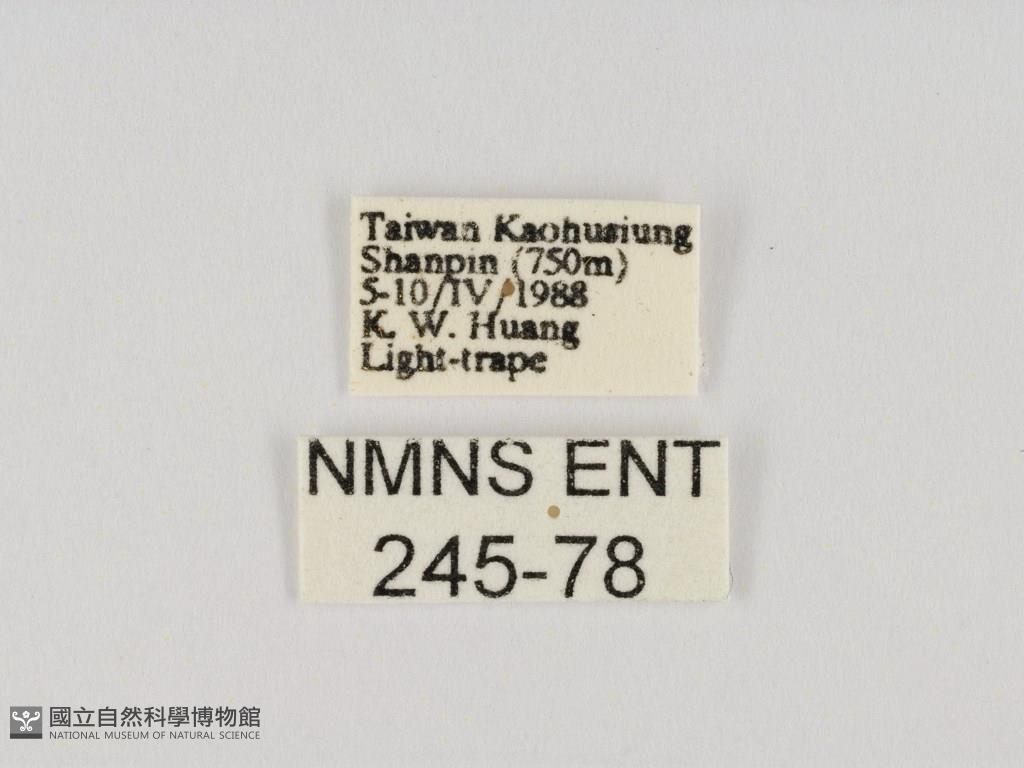 Taiwan Kaohusiung
Shanpin (750m)
5-10/IV/1988
K. W. Huang
Light-trape
NMNS ENT
245-78
國立自然科學博物館
NATIONAL MUSEUM OF NATURAL SCIENCE